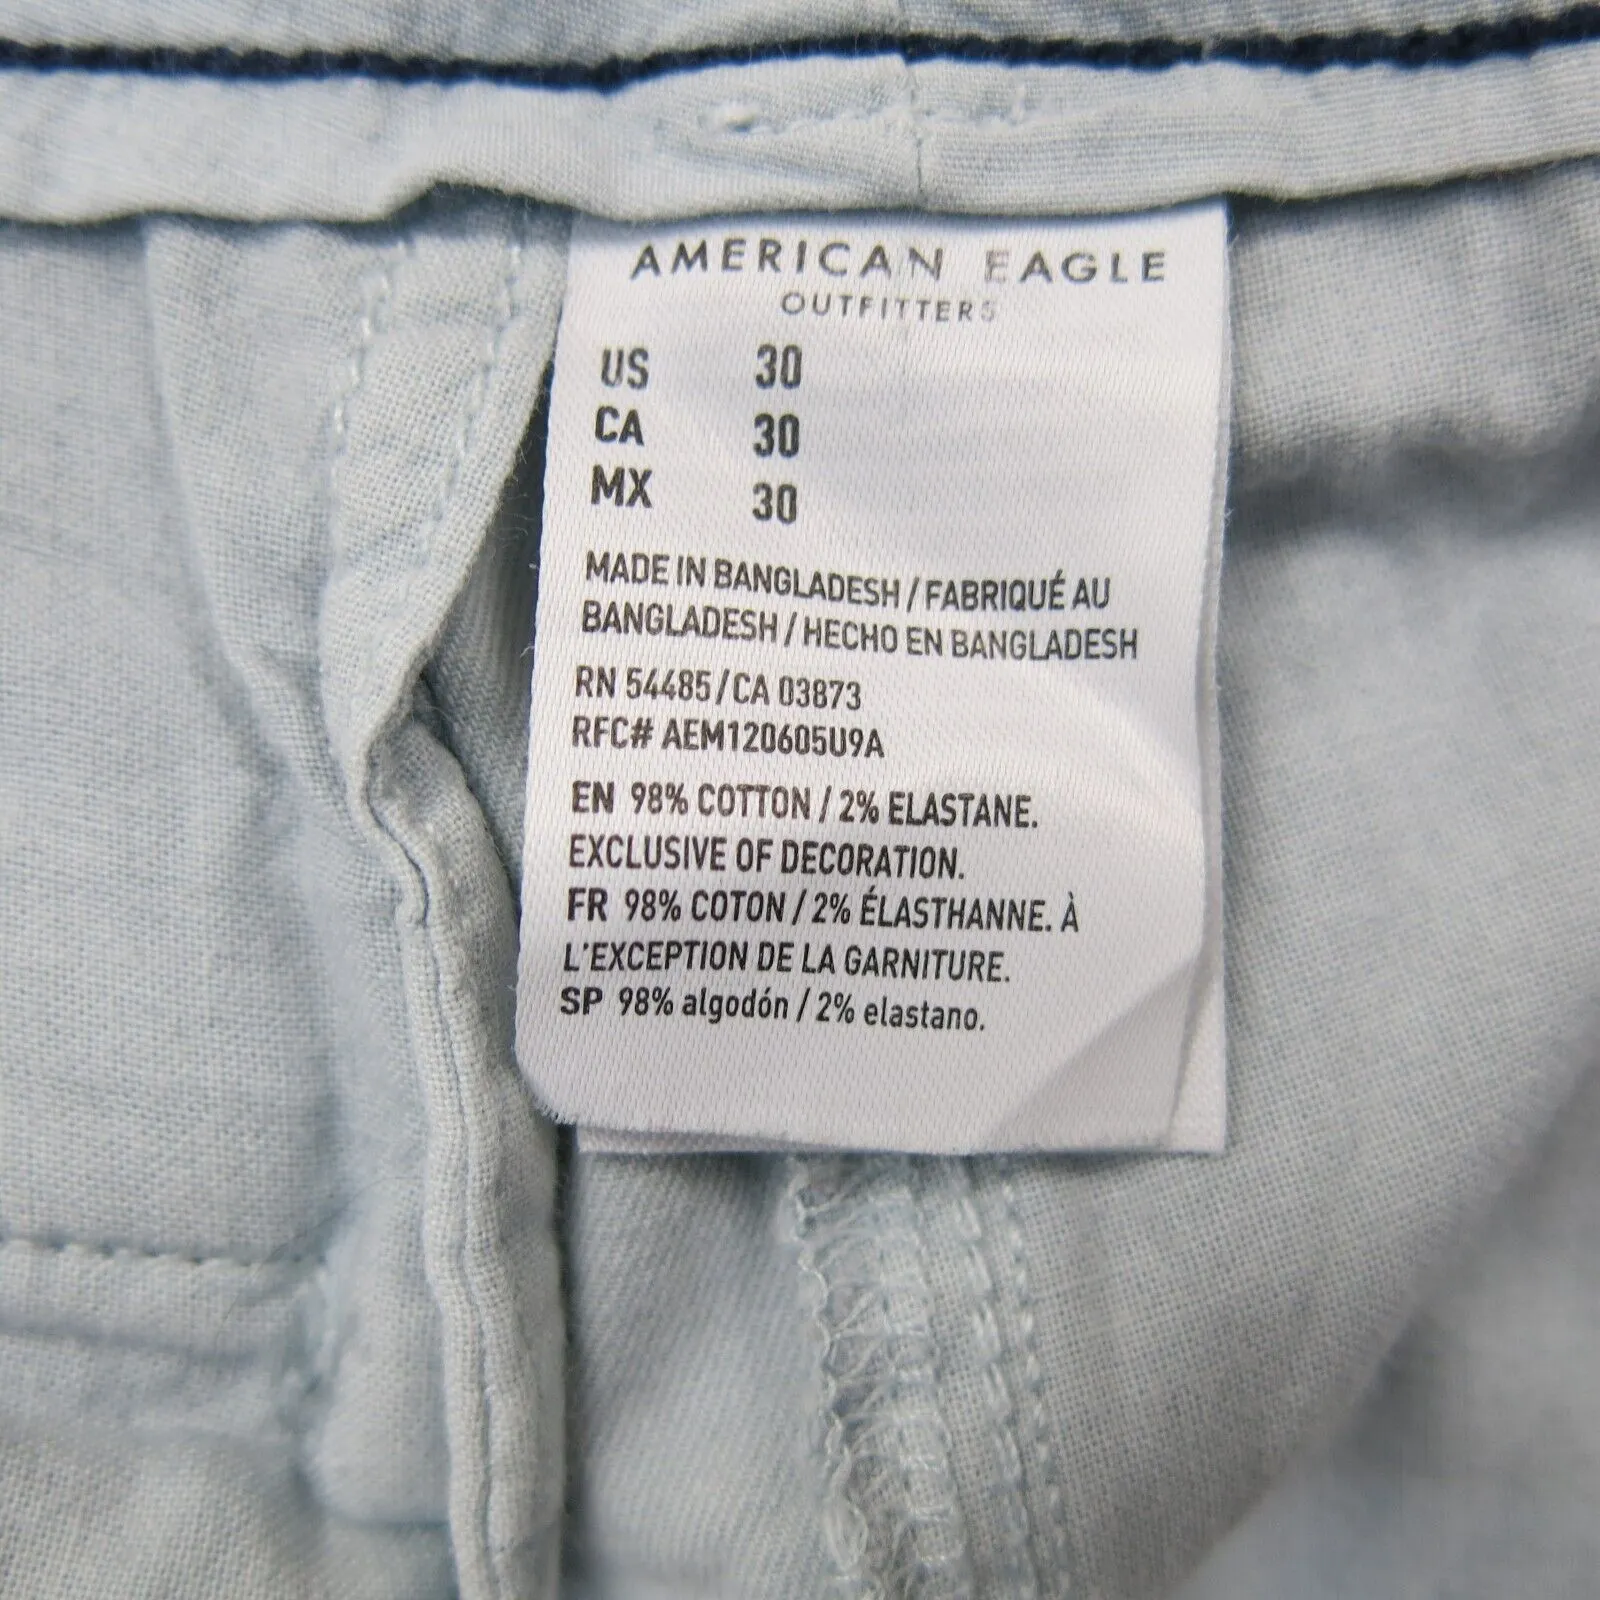 AMERICAN EAGLE
OUTFITTERS
US 30
CA 30
MX 30
MADE IN BANGLADESH / FABRIQUÉ AU
BANGLADESH / HECHO EN BANGLADESH
RN 54485 / CA 03873
RFC# AEM120605U9A
EN 98% COTTON / 2% ELASTANE.
EXCLUSIVE OF DECORATION.
FR 98% COTON / 2% ÉLASTHANNE. À
L'EXCEPTION DE LA GARNITURE.
SP 98% algodón / 2% elastano.